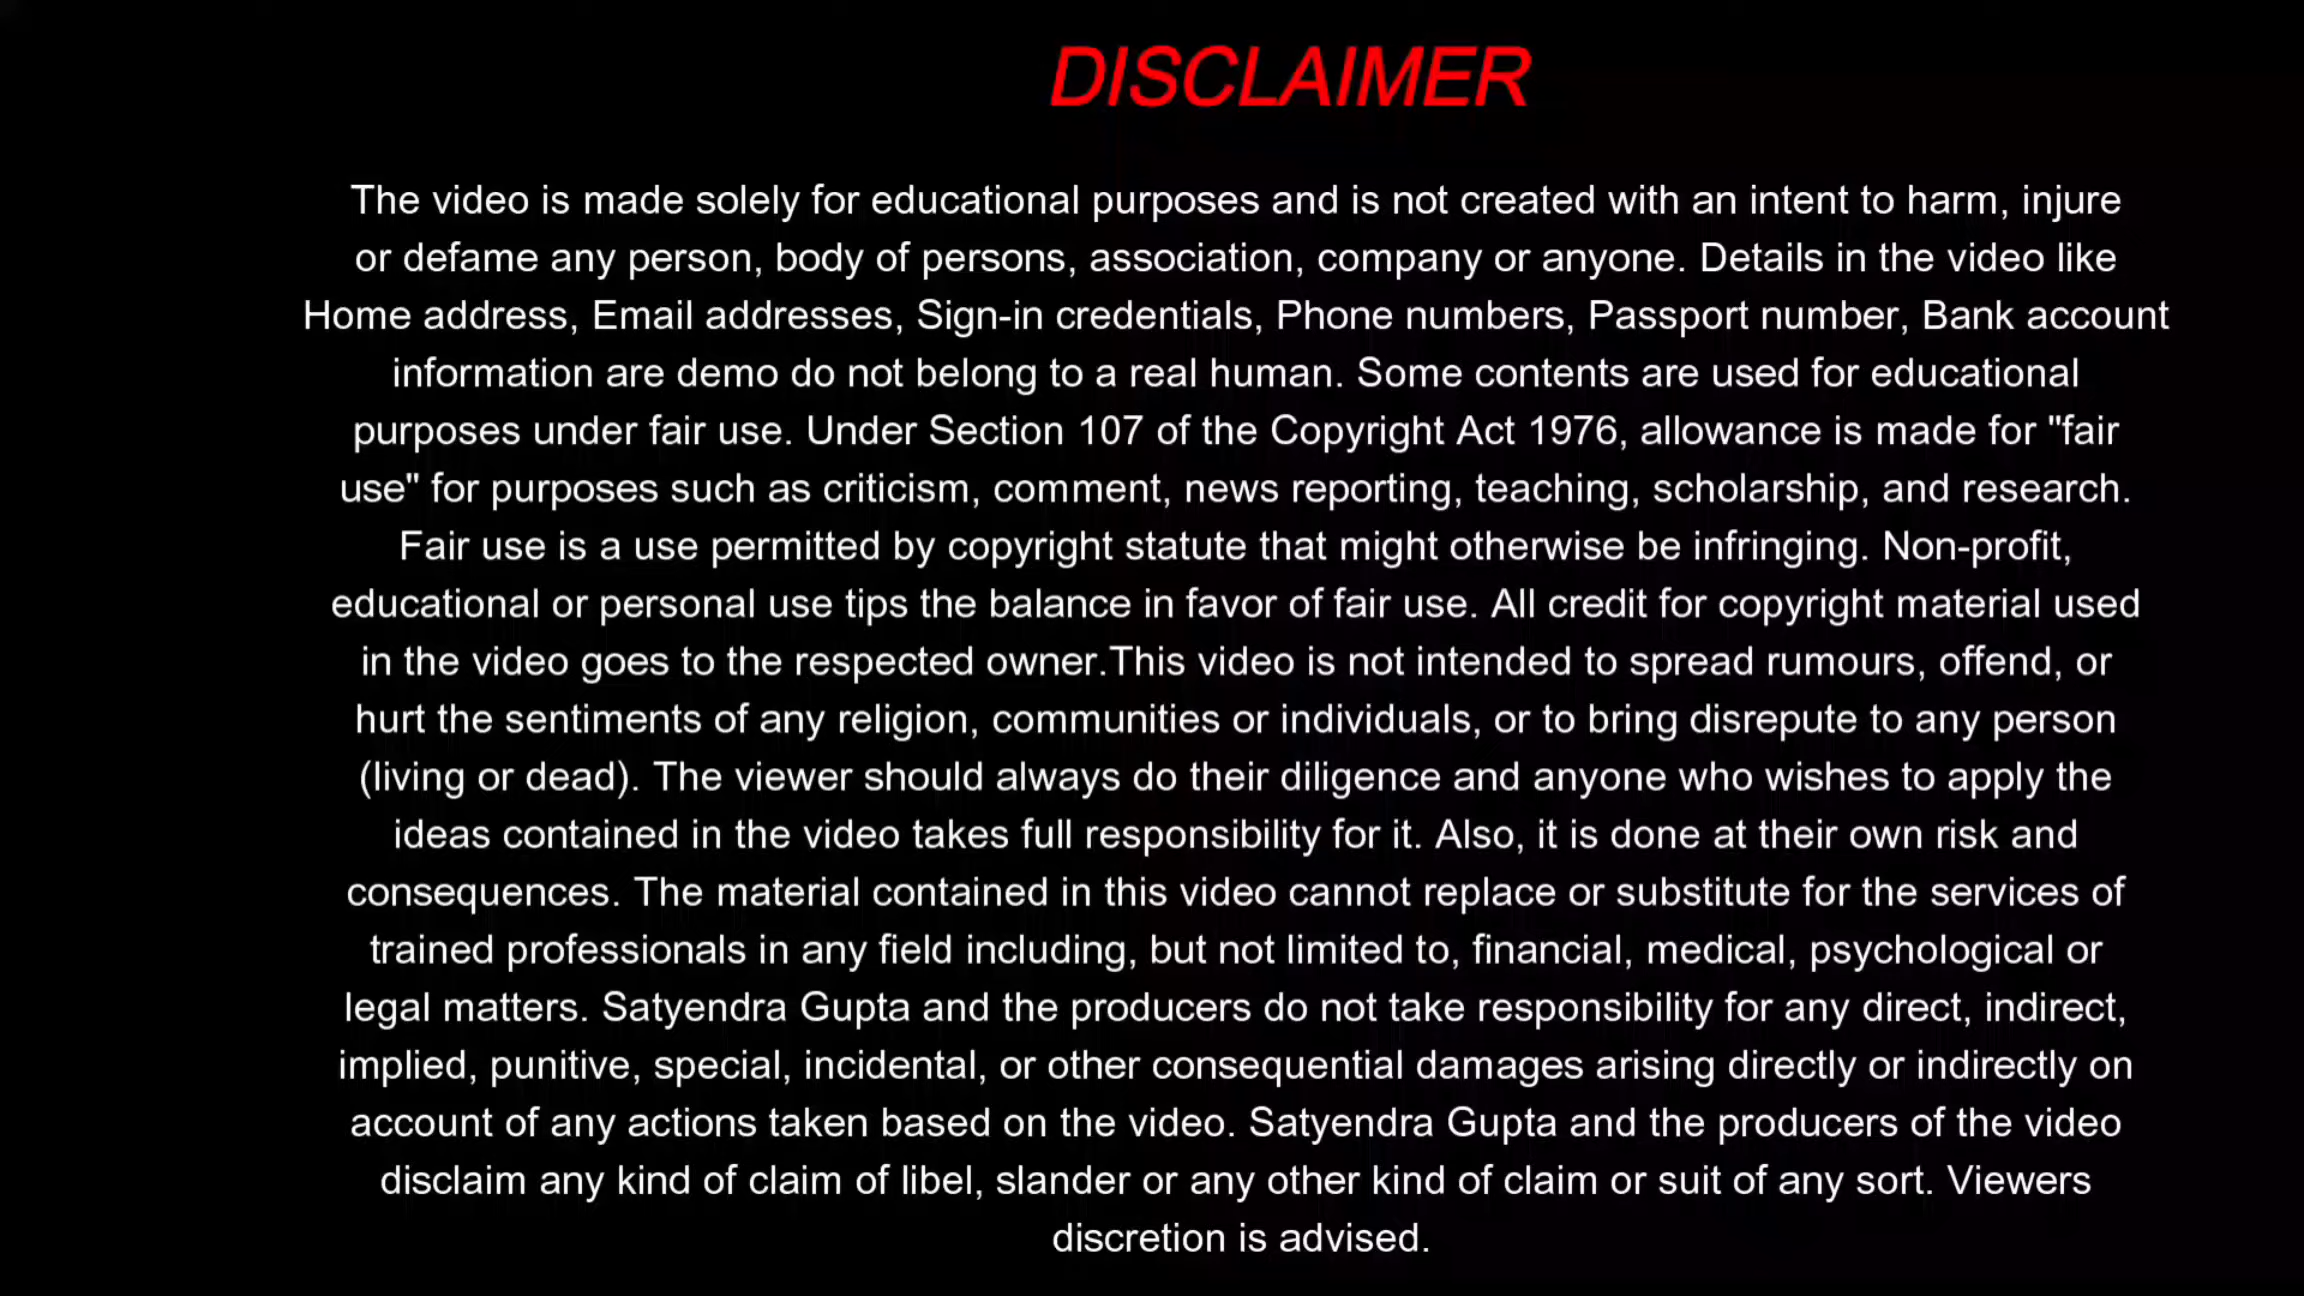 DISCLAIMER
The video is made solely for educational purposes and is not created with an intent to harm, injure
or defame any person, body of persons, association, company or anyone. Details in the video like
Home address, Email addresses, Sign-in credentials, Phone numbers, Passport number, Bank account
information are demo do not belong to a real human. Some contents are used for educational
purposes under fair use. Under Section 107 of the Copyright Act 1976, allowance is made for "fair
use" for purposes such as criticism, comment, news reporting, teaching, scholarship, and research.
Fair use is a use permitted by copyright statute that might otherwise be infringing. Non-profit,
educational or personal use tips the balance in favor of fair use. All credit for copyright material used
in the video goes to the respected owner.This video is not intended to spread rumours, offend, or
hurt the sentiments of any religion, communities or individuals, or to bring disrepute to any person
(living or dead). The viewer should always do their diligence and anyone who wishes to apply the
ideas contained in the video takes full responsibility for it. Also, it is done at their own risk and
consequences. The material contained in this video cannot replace or substitute for the services of
trained professionals in any field including, but not limited to, financial, medical, psychological or
legal matters. Satyendra Gupta and the producers do not take responsibility for any direct, indirect,
implied, punitive, special, incidental, or other consequential damages arising directly or indirectly on
account of any actions taken based on the video. Satyendra Gupta and the producers of the video
disclaim any kind of claim of libel, slander or any other kind of claim or suit of any sort. Viewers
discretion is advised.